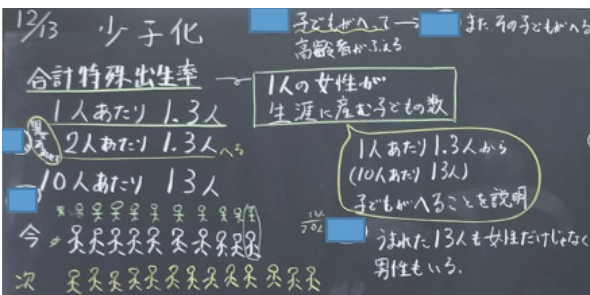 12/13 少子化
子どもがへって→
高齢者がふえる
また、その子どもがへる
合計特殊出生率
1人の女性が
生涯に産む子どもの数
1人あたり 1.3人
男
2人あたり 1.3人 へる
10人あたり 13人
1人あたり1.3人から
(10人あたり 13人)
子どもがへることを説明
今
次
うまれた13人も女性だけじゃなく
男性もいる.